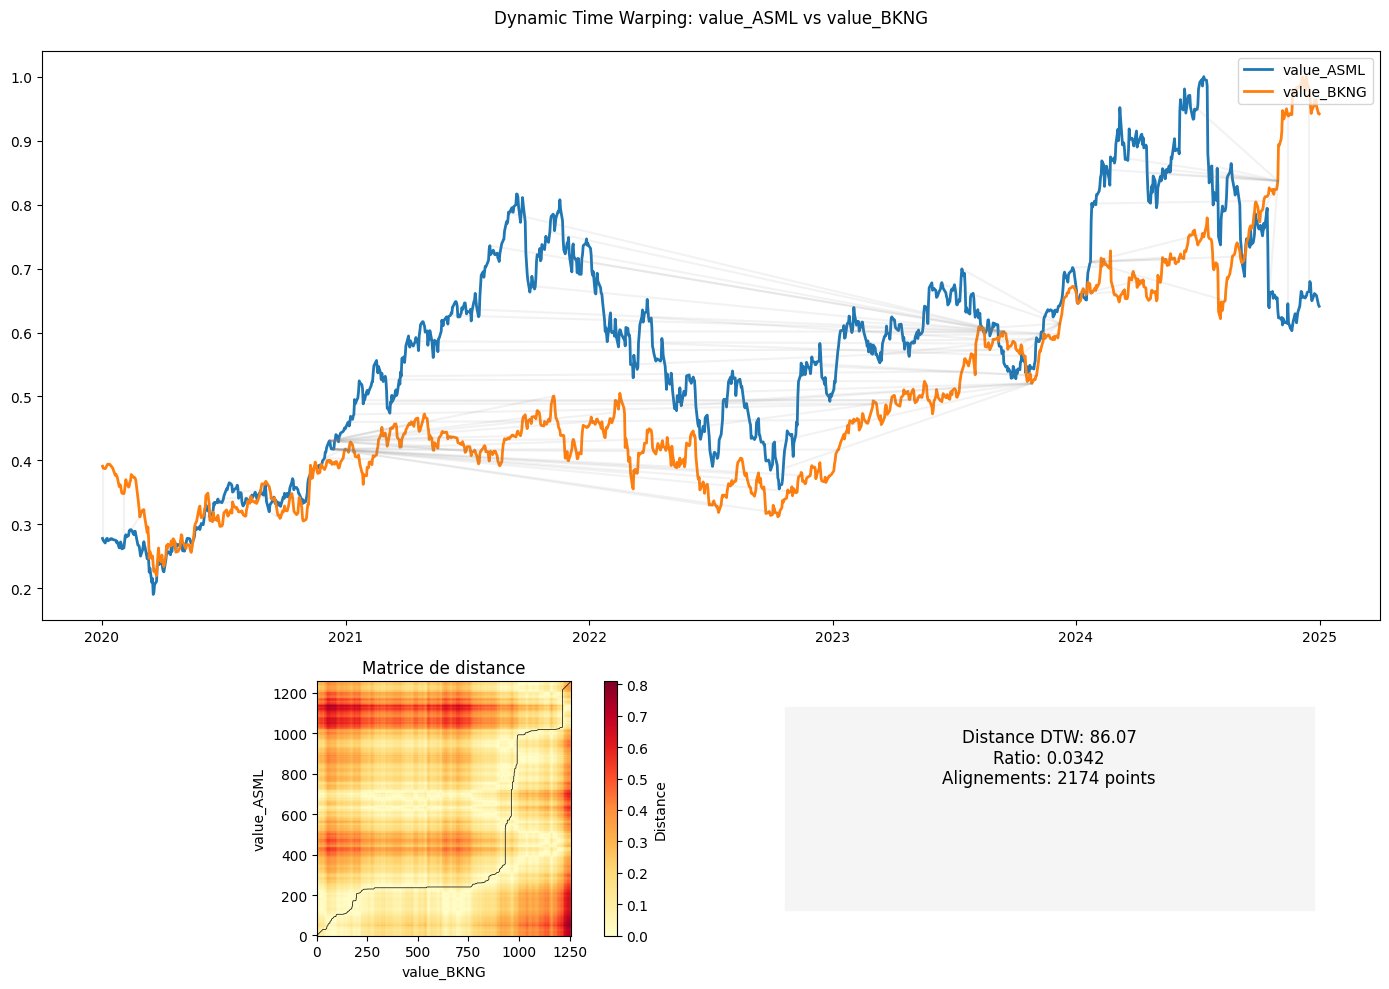 Dynamic Time Warping: value_ASML vs value_BKNG
value_ASML
value_BKNG
1.0
0.9
0.8
0.7
0.6
0.5
0.4
0.3
0.2
2020 2021 2022 2023 2024 2025
Matrice de distance
1200
1000
800
600
400
200
0
value_ASML
0 250 500 750 1000 1250
value_BKNG
0.8
0.7
0.6
0.5
0.4
0.3
0.2
0.1
0.0
Distance
Distance DTW: 86.07
Ratio: 0.0342
Alignements: 2174 points